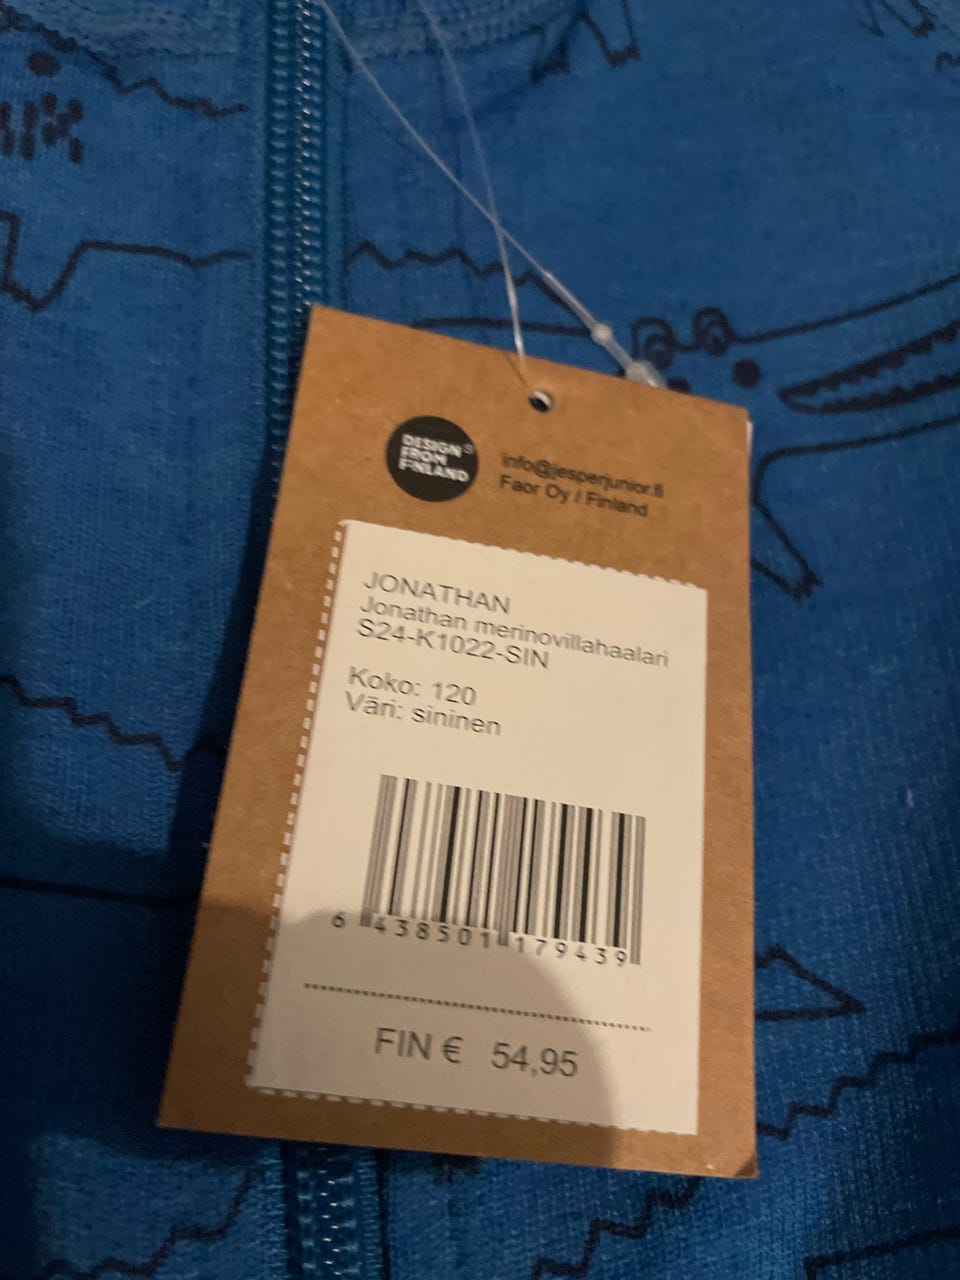 DESIGN
FROM
FINLAND
info@jesperjunior.fi
Faor Oy / Finland
JONATHAN
Jonathan merinovillahaalari
S24-K1022-SIN
Koko: 120
Väri: sininen
6 438501 179439
FIN € 54,95